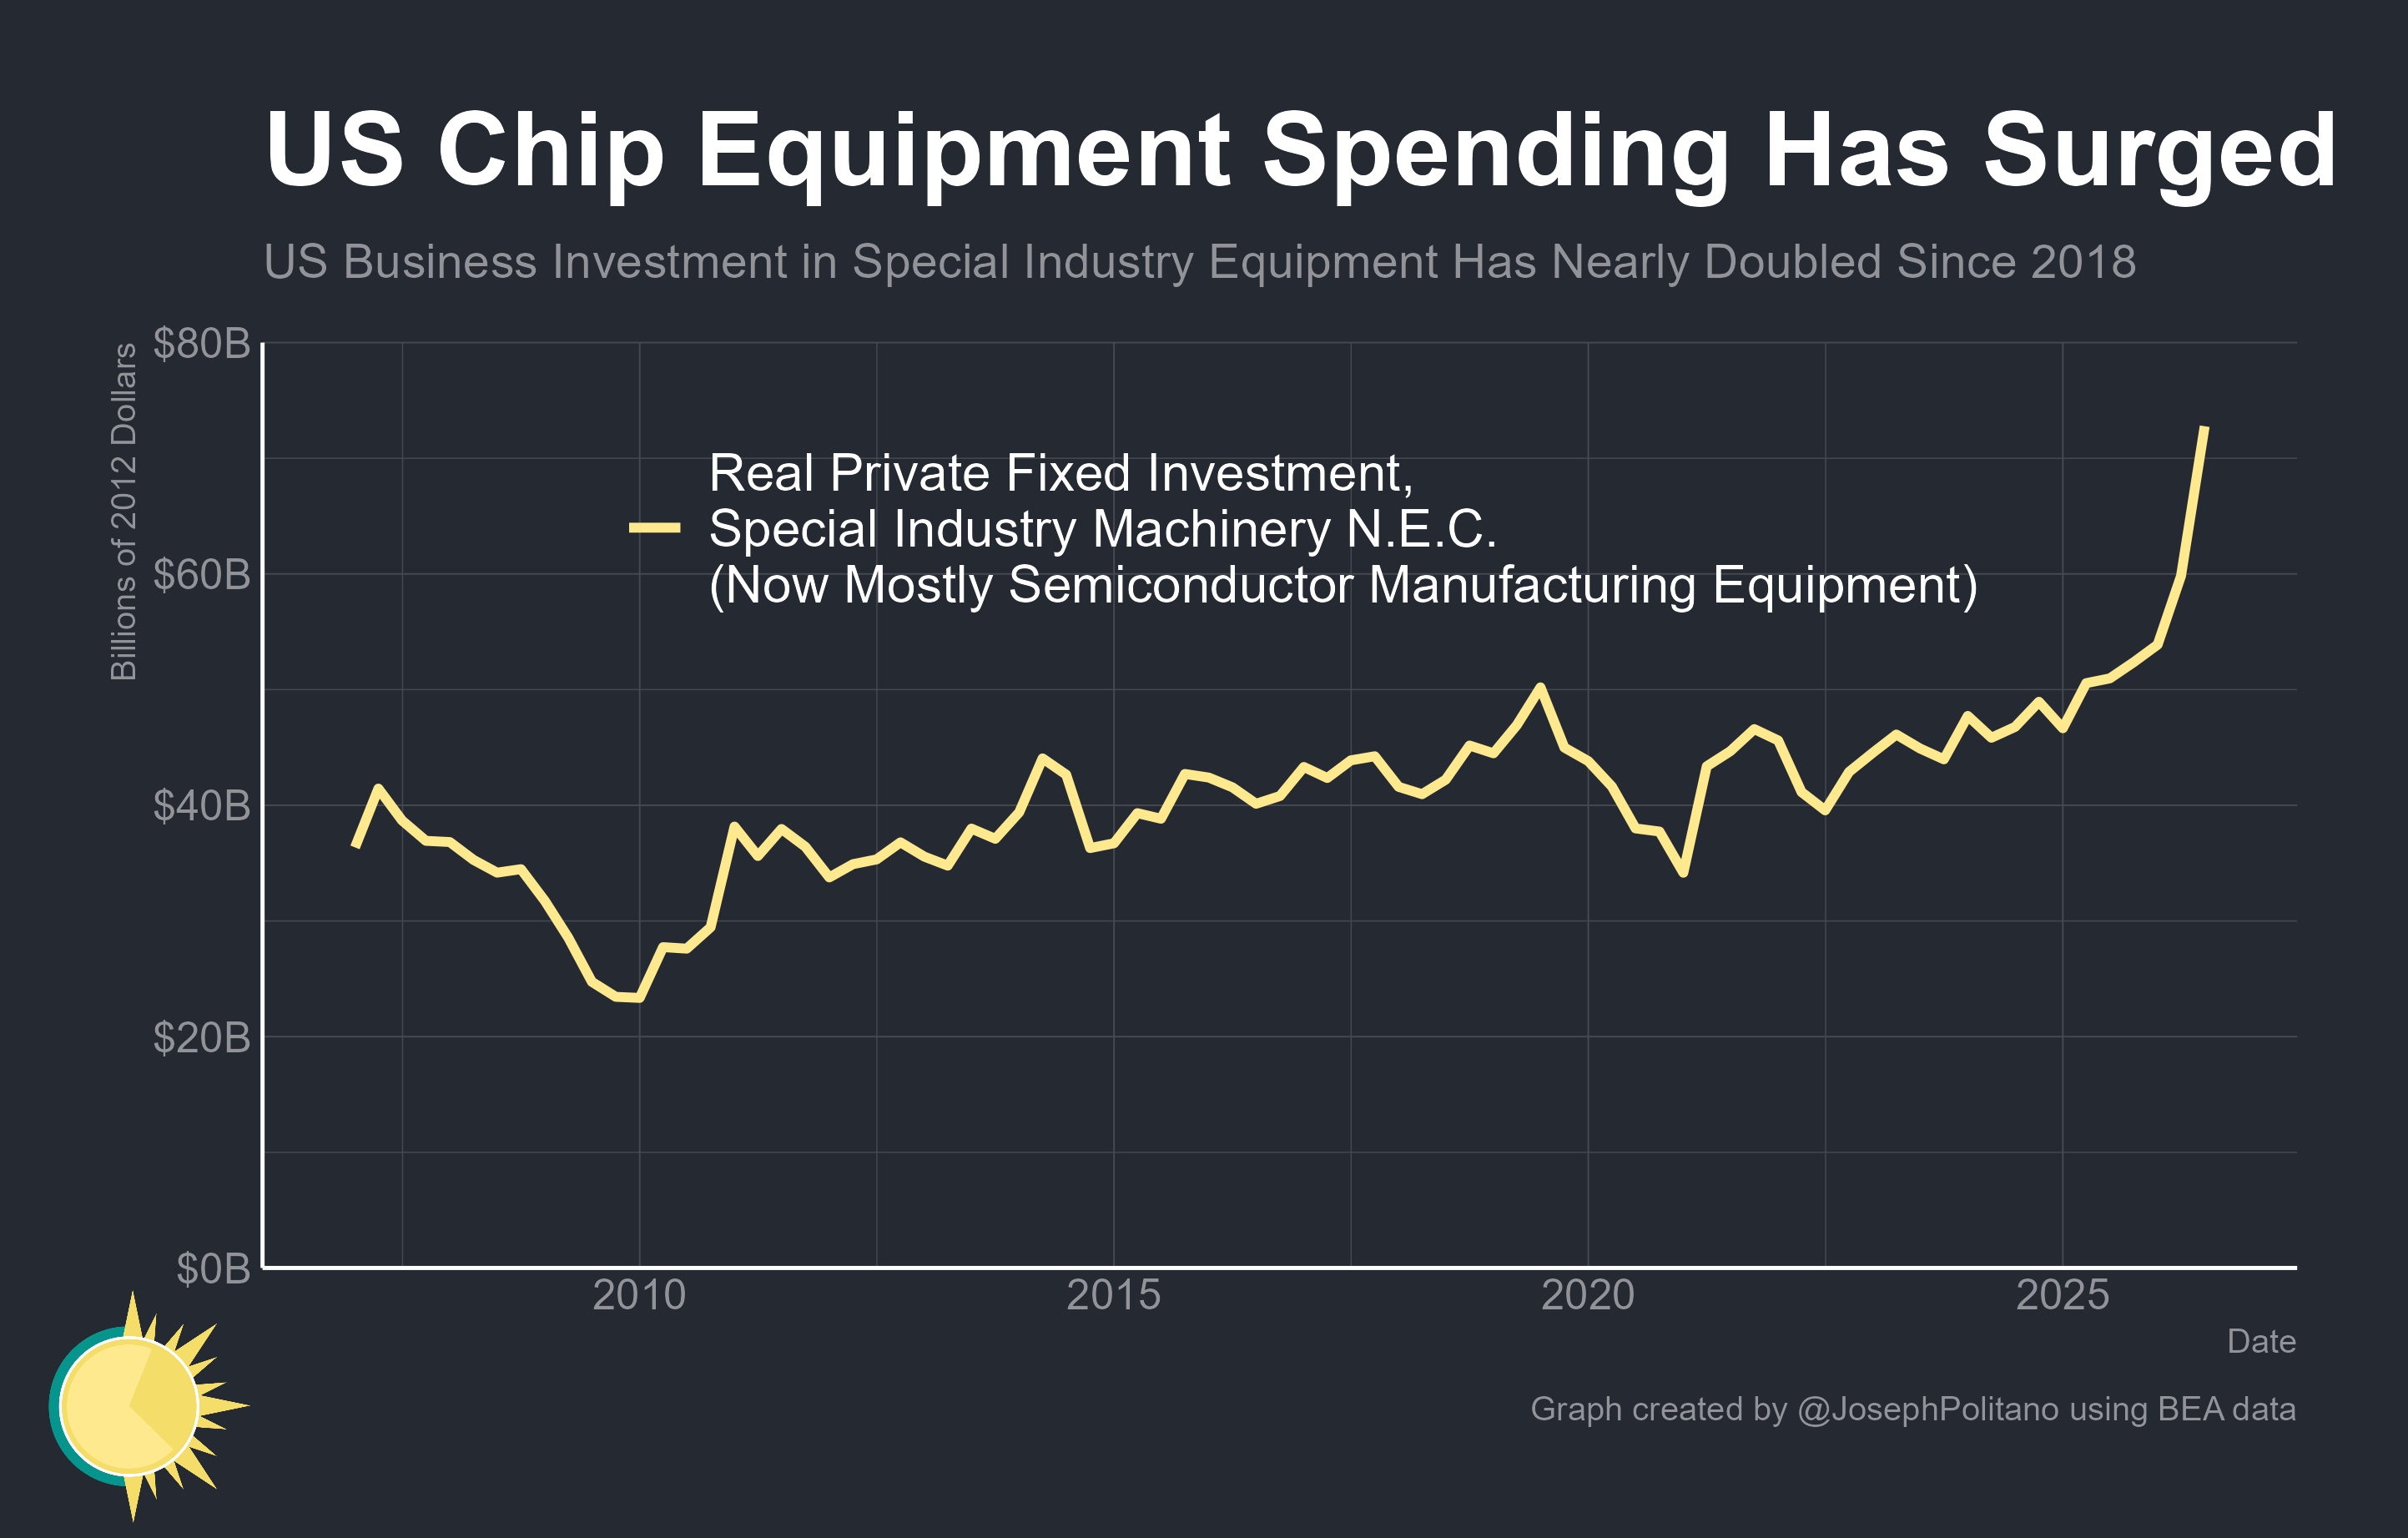 US Chip Equipment Spending Has Surged
US Business Investment in Special Industry Equipment Has Nearly Doubled Since 2018
Billions of 2012 Dollars
$80B
$60B
$40B
$20B
$0B
Real Private Fixed Investment,
Special Industry Machinery N.E.C.
(Now Mostly Semiconductor Manufacturing Equipment)
2010
2015
2020
2025
Date
Graph created by @JosephPolitano using BEA data